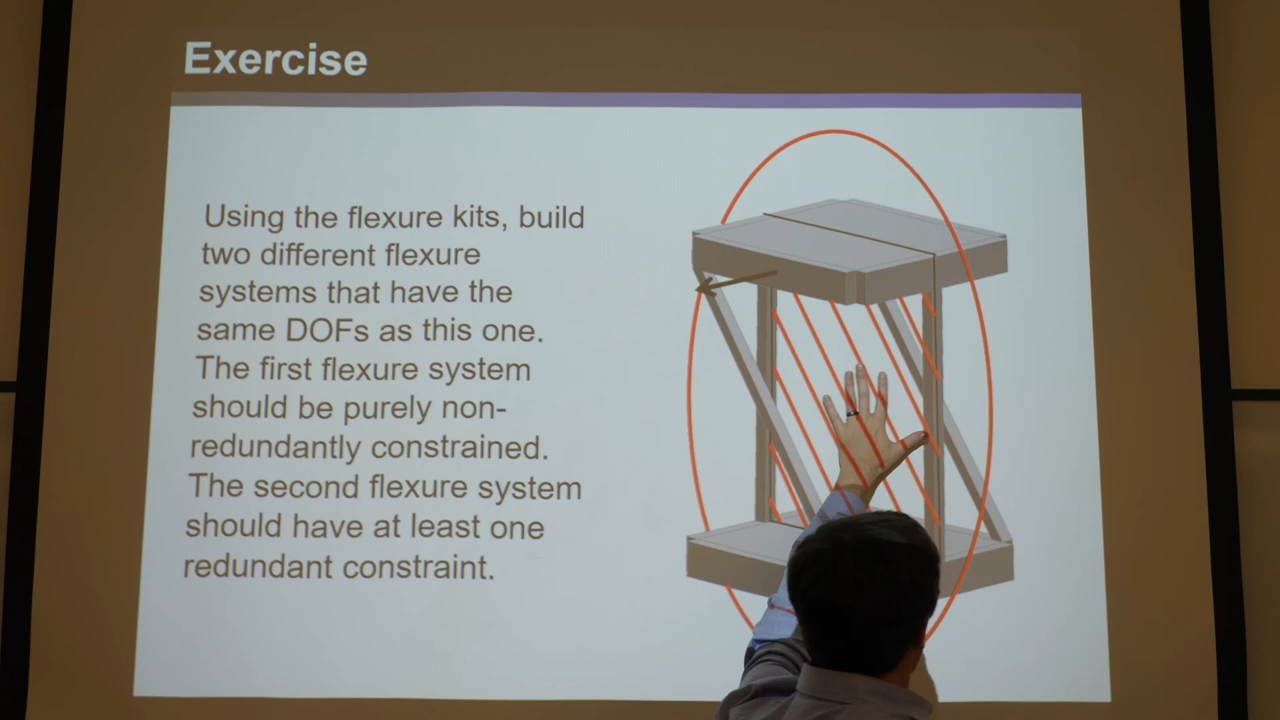 Exercise
Using the flexure kits, build
two different flexure
systems that have the
same DOFs as this one.
The first flexure system
should be purely non-
redundantly constrained.
The second flexure system
should have at least one
redundant constraint.